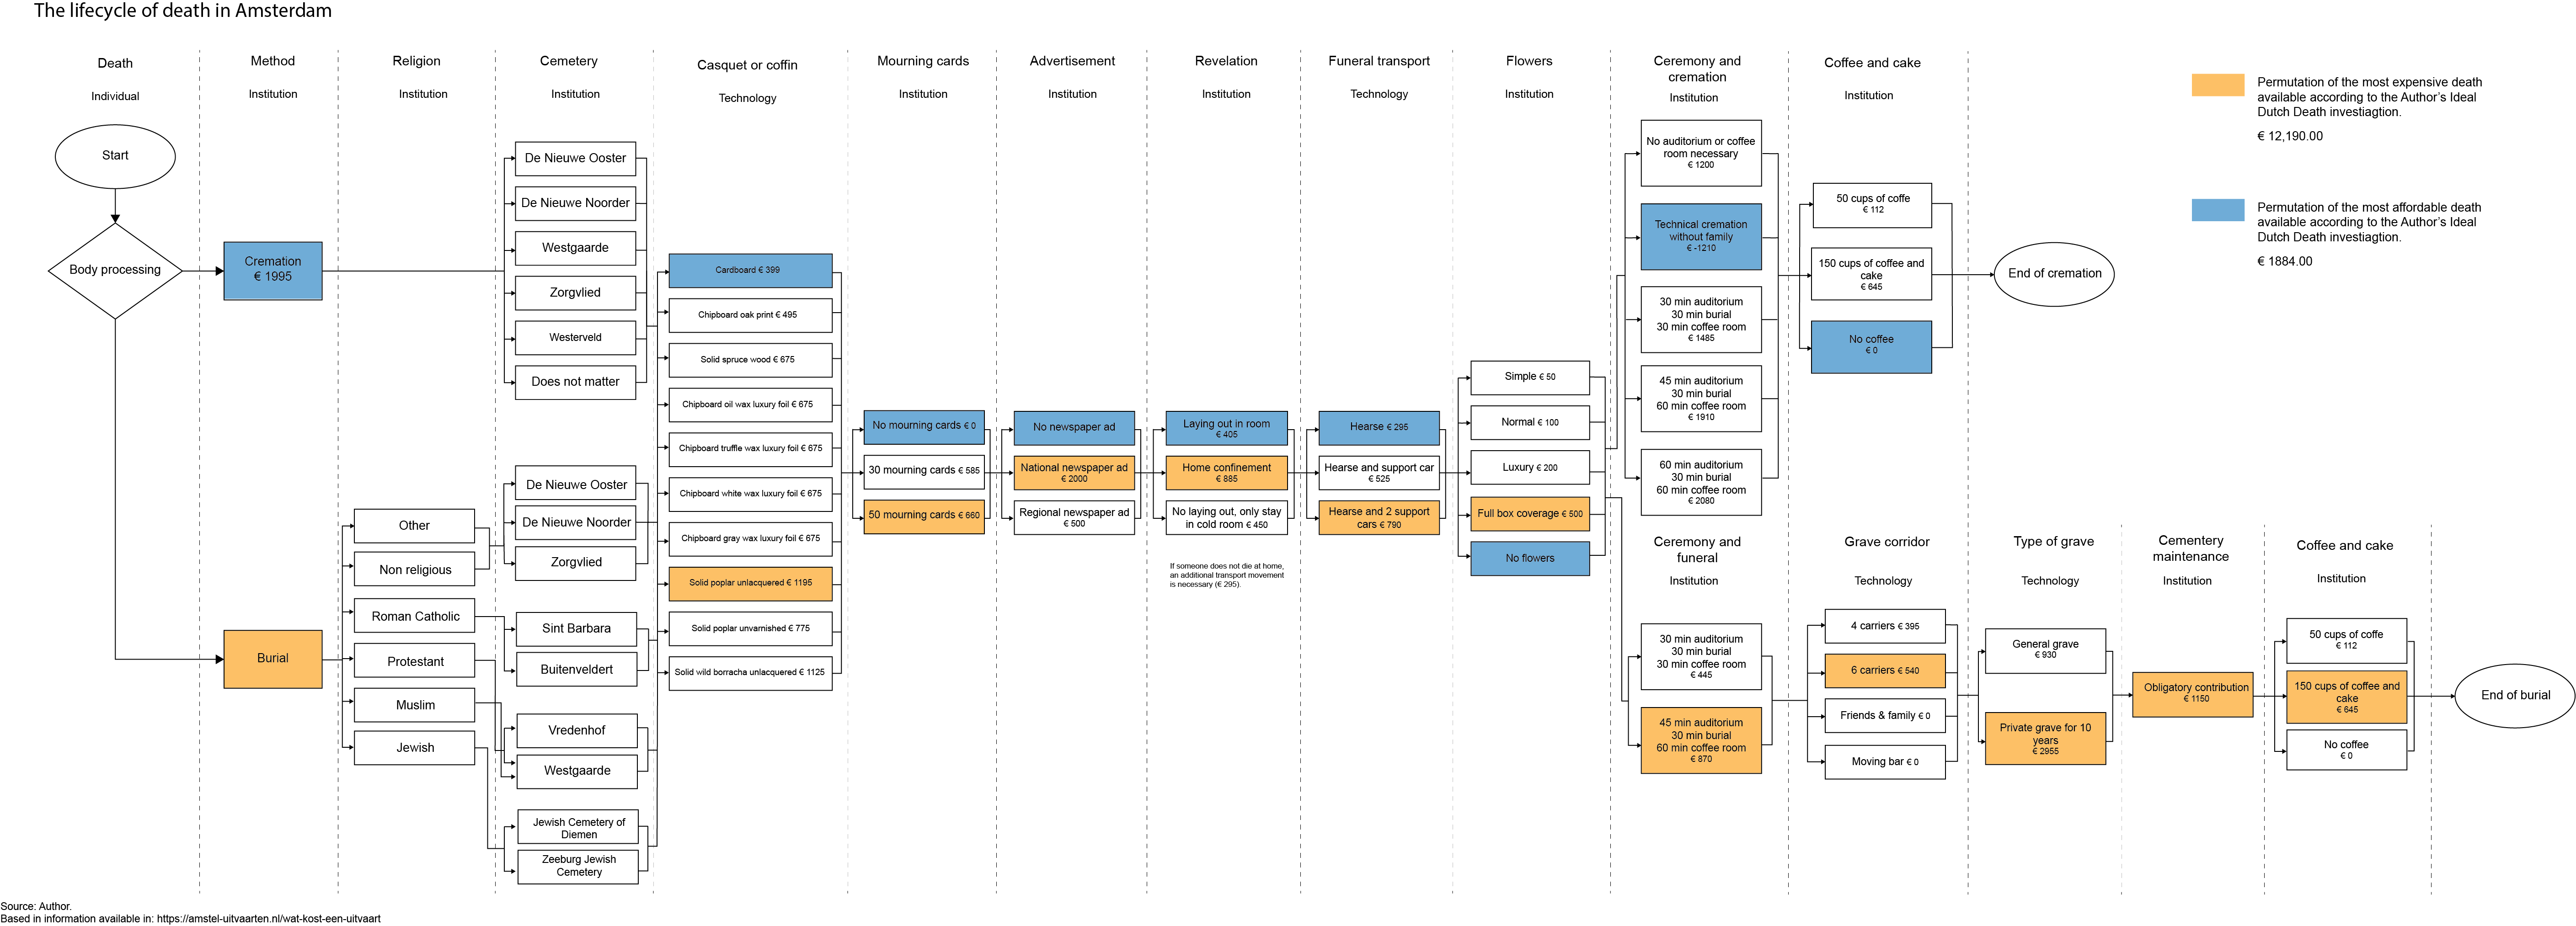 The lifecycle of death in Amsterdam
Death
Individual
Start
Body processing
Method
Institution
Cremation
€ 1995
Burial
Religion
Institution
Other
Non religious
Roman Catholic
Protestant
Muslim
Jewish
Cemetery
Institution
De Nieuwe Ooster
De Nieuwe Noorder
Westgaarde
Zorgvlied
Westerveld
Does not matter
De Nieuwe Ooster
De Nieuwe Noorder
Zorgvlied
Sint Barbara
Buitenveldert
Vredenhof
Westgaarde
Jewish Cemetery of
Diemen
Zeeburg Jewish
Cemetery
Casquet or coffin
Technology
Cardboard € 399
Chipboard oak print € 495
Solid spruce wood € 675
Chipboard oil wax luxury foil € 675
Chipboard truffle wax luxury foil € 675
Chipboard white wax luxury foil € 675
Chipboard gray wax luxury foil € 675
Solid poplar unlacquered € 1195
Solid poplar unvarnished € 775
Solid wild borracha unlacquered € 1125
Mourning cards
Institution
No mourning cards € 0
30 mourning cards € 585
50 mourning cards € 660
Advertisement
Institution
No newspaper ad
National newspaper ad
€ 2000
Regional newspaper ad
€ 500
Revelation
Institution
Laying out in room
€ 405
Home confinement
€ 885
No laying out, only stay
in cold room € 450
If someone does not die at home,
an additional transport movement
is necessary (€ 295).
Funeral transport
Technology
Hearse € 295
Hearse and support car
€ 525
Hearse and 2 support
cars € 790
Flowers
Institution
Simple € 50
Normal € 100
Luxury € 200
Full box coverage € 500
No flowers
Ceremony and
cremation
Institution
No auditorium or coffee
room necessary
€ 1200
Technical cremation
without family
€ -1210
30 min auditorium
30 min burial
30 min coffee room
€ 1485
45 min auditorium
30 min burial
60 min coffee room
€ 1910
60 min auditorium
30 min burial
60 min coffee room
€ 2080
Coffee and cake
Institution
50 cups of coffe
€ 112
150 cups of coffee and
cake
€ 645
No coffee
€ 0
End of cremation
Ceremony and
funeral
Institution
30 min auditorium
30 min burial
30 min coffee room
€ 445
45 min auditorium
30 min burial
60 min coffee room
€ 870
Grave corridor
Technology
4 carriers € 395
6 carriers € 540
Friends & family € 0
Moving bar € 0
Type of grave
Technology
General grave
€ 930
Private grave for 10
years
€ 2955
Cementery
maintenance
Institution
Obligatory contribution
€ 1150
Coffee and cake
Institution
50 cups of coffe
€ 112
150 cups of coffee and
cake
€ 645
No coffee
€ 0
End of burial
Permutation of the most expensive death
available according to the Author's Ideal
Dutch Death investiagtion.
€ 12,190.00
Permutation of the most affordable death
available according to the Author's Ideal
Dutch Death investiagtion.
€ 1884.00
Source: Author.
Based in information available in: https://amstel-uitvaarten.nl/wat-kost-een-uitvaart